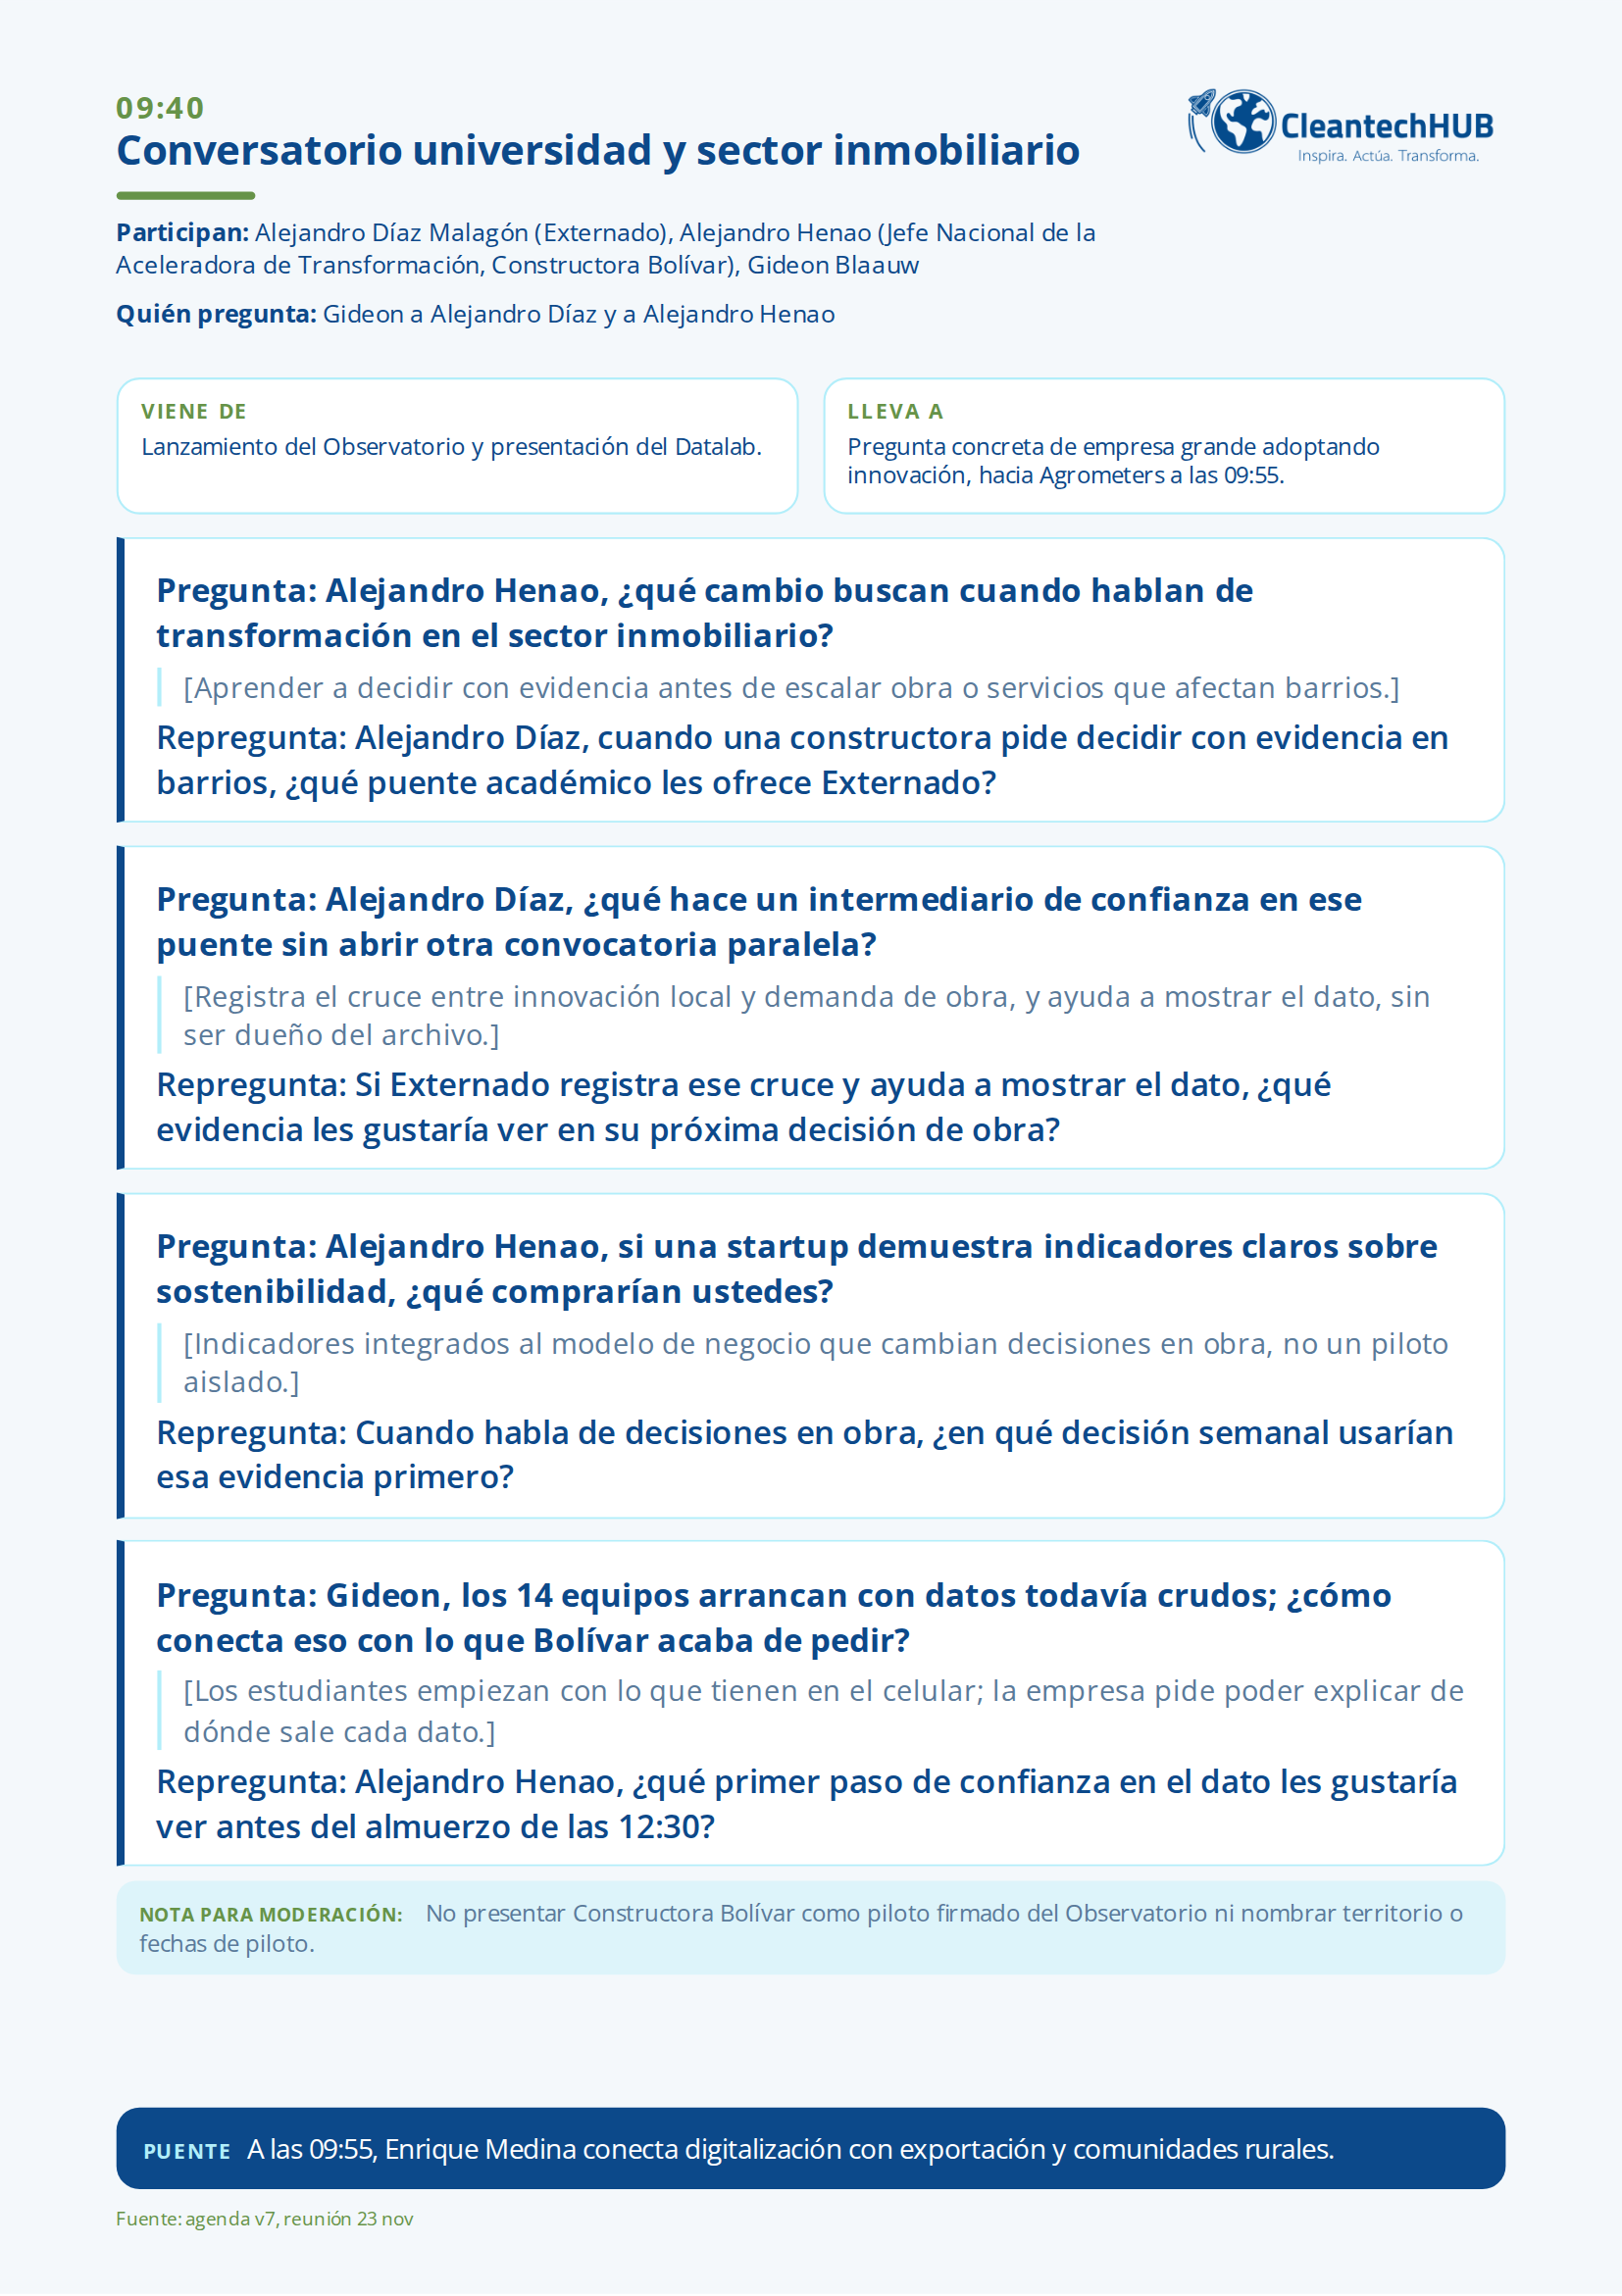 09:40
Conversatorio universidad y sector inmobiliario
CleantechHUB
Inspira. Actúa. Transforma.
Participan: Alejandro Díaz Malagón (Externado), Alejandro Henao (Jefe Nacional de la
Aceleradora de Transformación, Constructora Bolívar), Gideon Blaauw
Quién pregunta: Gideon a Alejandro Díaz y a Alejandro Henao
VIENE DE
Lanzamiento del Observatorio y presentación del Datalab.
LLEVA A
Pregunta concreta de empresa grande adoptando
innovación, hacia Agrometers a las 09:55.
Pregunta: Alejandro Henao, ¿qué cambio buscan cuando hablan de
transformación en el sector inmobiliario?
[Aprender a decidir con evidencia antes de escalar obra o servicios que afectan barrios.]
Repregunta: Alejandro Díaz, cuando una constructora pide decidir con evidencia en
barrios, ¿qué puente académico les ofrece Externado?
Pregunta: Alejandro Díaz, ¿qué hace un intermediario de confianza en ese
puente sin abrir otra convocatoria paralela?
[Registra el cruce entre innovación local y demanda de obra, y ayuda a mostrar el dato, sin
ser dueño del archivo.]
Repregunta: Si Externado registra ese cruce y ayuda a mostrar el dato, ¿qué
evidencia les gustaría ver en su próxima decisión de obra?
Pregunta: Alejandro Henao, si una startup demuestra indicadores claros sobre
sostenibilidad, ¿qué comprarían ustedes?
[Indicadores integrados al modelo de negocio que cambian decisiones en obra, no un piloto
aislado.]
Repregunta: Cuando habla de decisiones en obra, ¿en qué decisión semanal usarían
esa evidencia primero?
Pregunta: Gideon, los 14 equipos arrancan con datos todavía crudos; ¿cómo
conecta eso con lo que Bolívar acaba de pedir?
[Los estudiantes empiezan con lo que tienen en el celular; la empresa pide poder explicar de
dónde sale cada dato.]
Repregunta: Alejandro Henao, ¿qué primer paso de confianza en el dato les gustaría
ver antes del almuerzo de las 12:30?
NOTA PARA MODERACIÓN: No presentar Constructora Bolívar como piloto firmado del Observatorio ni nombrar territorio o
fechas de piloto.
PUENTE A las 09:55, Enrique Medina conecta digitalización con exportación y comunidades rurales.
Fuente: agenda v7, reunión 23 nov